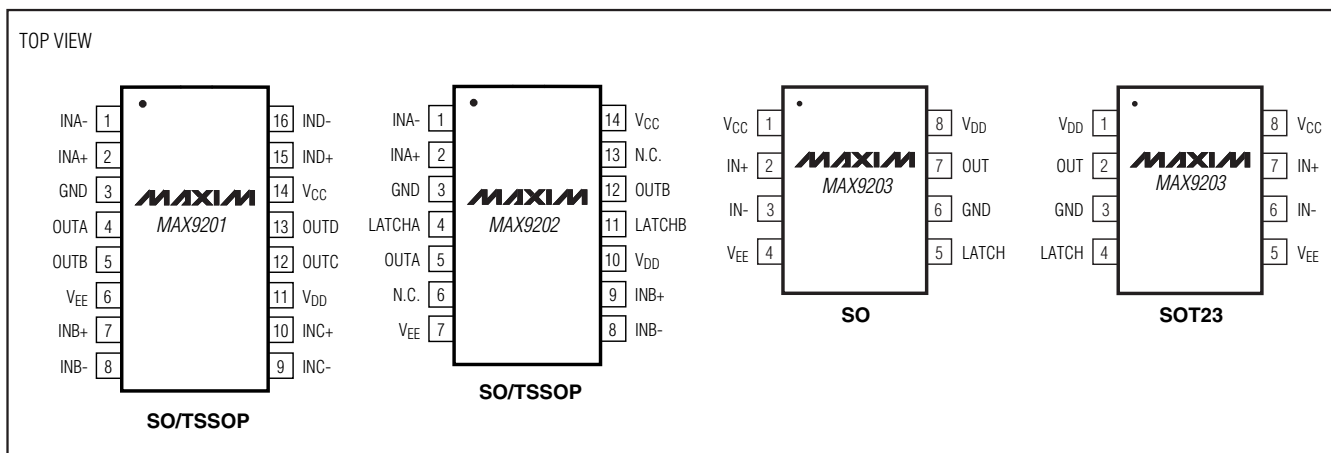 TOP VIEW
INA- 1
INA+ 2
GND 3
OUTA 4
OUTB 5
VEE 6
INB+ 7
INB- 8
16 IND-
15 IND+
14 VCC
13 OUTD
12 OUTC
11 VDD
10 INC+
9 INC-
MAXIM
MAX9201
SO/TSSOP
INA- 1
INA+ 2
GND 3
LATCHA 4
OUTA 5
N.C. 6
VEE 7
14 VCC
13 N.C.
12 OUTB
11 LATCHB
10 VDD
9 INB+
8 INB-
MAXIM
MAX9202
SO/TSSOP
VCC 1
IN+ 2
IN- 3
VEE 4
8 VDD
7 OUT
6 GND
5 LATCH
MAXIM
MAX9203
SO
VDD 1
OUT 2
GND 3
LATCH 4
8 VCC
7 IN+
6 IN-
5 VEE
MAXIM
MAX9203
SOT23